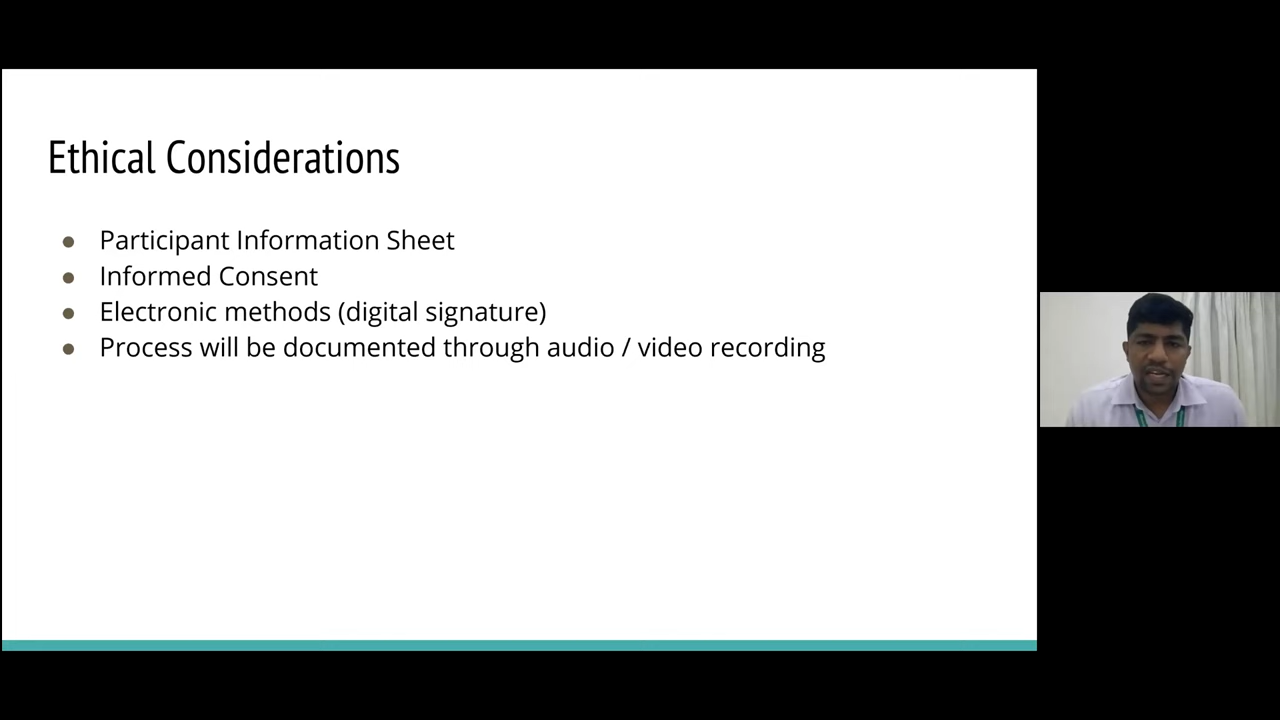 Ethical Considerations
● Participant Information Sheet
● Informed Consent
● Electronic methods (digital signature)
● Process will be documented through audio / video recording